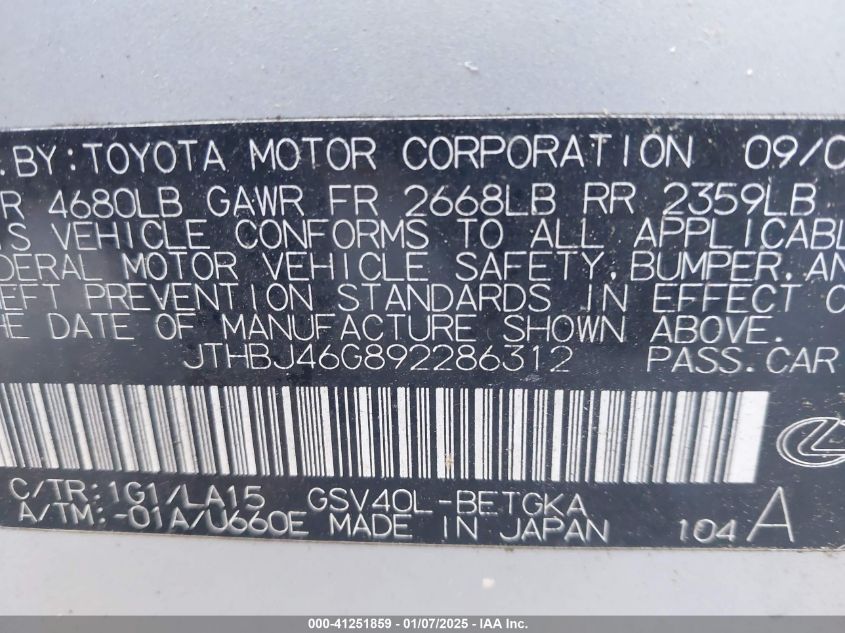 . BY: TOYOTA MOTOR CORPORATION 09/0
R 4680LB GAWR FR 2668LB RR 2359LB
IS VEHICLE CONFORMS TO ALL APPLICABL
DERAL MOTOR VEHICLE SAFETY, BUMPER, AN
EFT PREVENTION STANDARDS IN EFFECT O
HE DATE OF MANUFACTURE SHOWN ABOVE.
JTHBJ46G892286312 PASS. CAR
C/TR: 1G1/LA15 GSV40L-BETGKA
A/TM: -01A/U660E MADE IN JAPAN 104 A
000-41251859 - 01/07/2025 - IAA Inc.